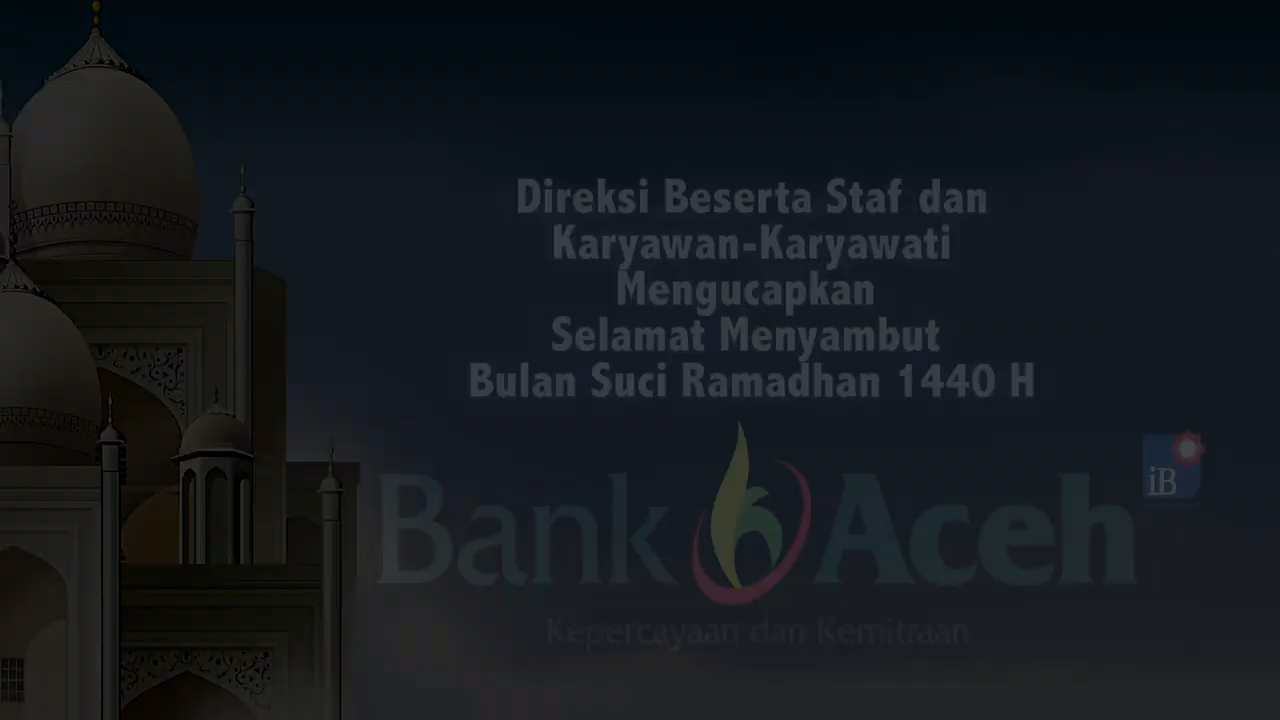 Direksi Beserta Staf dan
Karyawan-Karyawati
Mengucapkan
Selamat Menyambut
Bulan Suci Ramadhan 1440 H
Bank Aceh iB
Kepercayaan dan Kemitraan